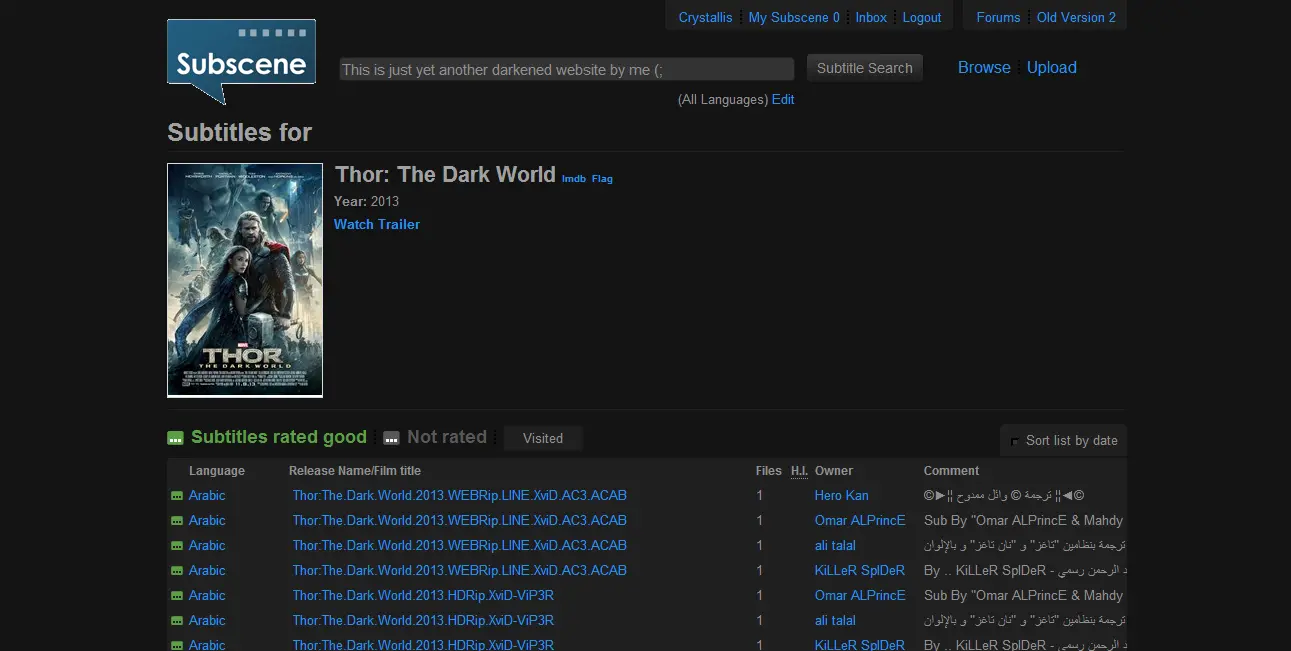 Crystallis My Subscene 0 Inbox Logout Forums Old Version 2
Subscene
This is just yet another darkened website by me (;
Subtitle Search
Browse Upload
(All Languages) Edit
Subtitles for
Thor: The Dark World Imdb Flag
Year: 2013
Watch Trailer
MARVEL
THOR
THE DARK WORLD
Subtitles rated good Not rated Visited
Sort list by date
Language Release Name/Film title Files H.I. Owner Comment
Arabic Thor:The.Dark.World.2013.WEBRip.LINE.XviD.AC3.ACAB 1 Hero Kan ©►¦¦ ترجمة © وائل ممدوح ¦¦◄©
Arabic Thor:The.Dark.World.2013.WEBRip.LINE.XviD.AC3.ACAB 1 Omar ALPrincE Sub By "Omar ALPrincE & Mahdy
Arabic Thor:The.Dark.World.2013.WEBRip.LINE.XviD.AC3.ACAB 1 ali talal ترجمة بنظامين "تاغز" و "نان تاغز" و بالإلوان
Arabic Thor:The.Dark.World.2013.WEBRip.LINE.XviD.AC3.ACAB 1 KiLLeR SpIDeR By .. KiLLeR SpIDeR - د الرحمن رسمي
Arabic Thor:The.Dark.World.2013.HDRip.XviD-ViP3R 1 Omar ALPrincE Sub By "Omar ALPrincE & Mahdy
Arabic Thor:The.Dark.World.2013.HDRip.XviD-ViP3R 1 ali talal ترجمة بنظامين "تاغز" و "نان تاغز" و بالإلوان
Arabic Thor:The.Dark.World.2013.HDRip.XviD-ViP3R 1 KiLLeR SpIDeR By .. KiLLeR SpIDeR - د الرحمن رسمي